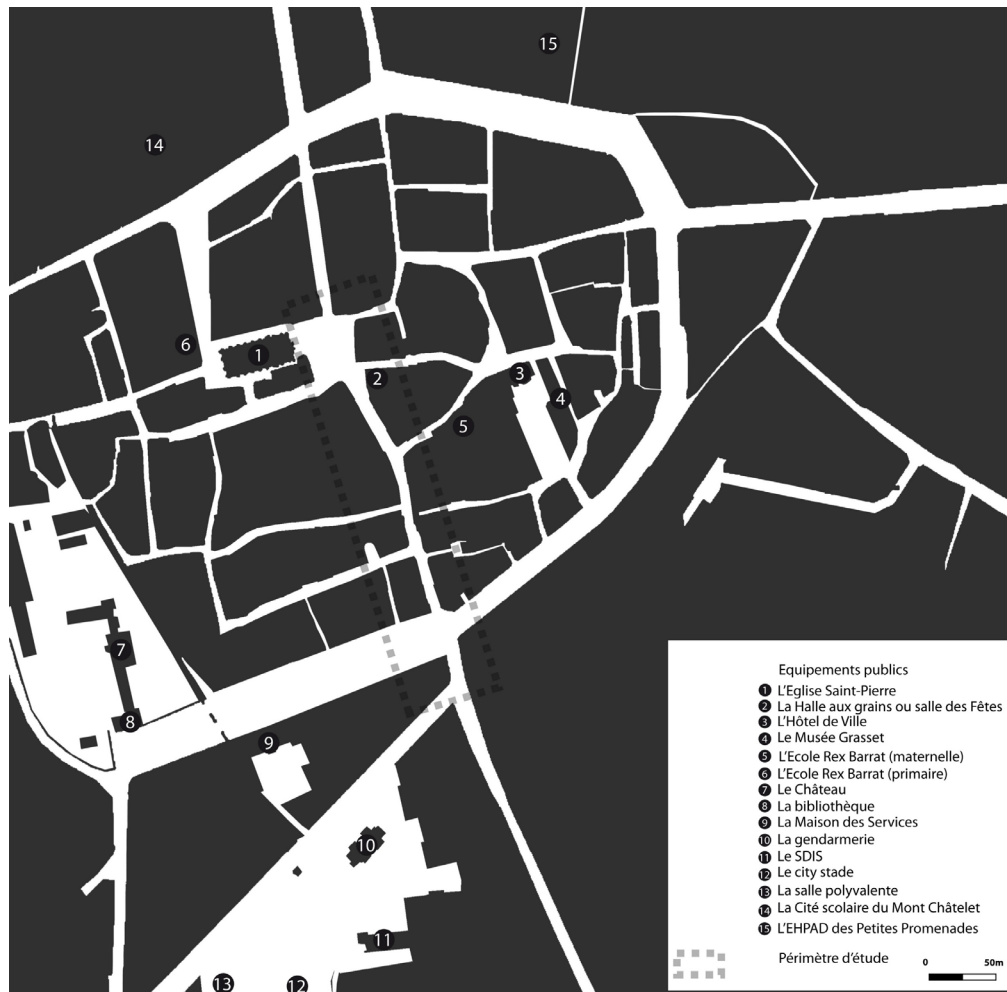 15
14
6
1
2
3
4
5
7
8
9
10
11
13
12
Equipements publics
1 L'Eglise Saint-Pierre
2 La Halle aux grains ou salle des Fêtes
3 L'Hôtel de Ville
4 Le Musée Grasset
5 L'Ecole Rex Barrat (maternelle)
6 L'Ecole Rex Barrat (primaire)
7 Le Château
8 La bibliothèque
9 La Maison des Services
10 La gendarmerie
11 Le SDIS
12 Le city stade
13 La salle polyvalente
14 La Cité scolaire du Mont Châtelet
15 L'EHPAD des Petites Promenades
Périmètre d'étude
0 50m